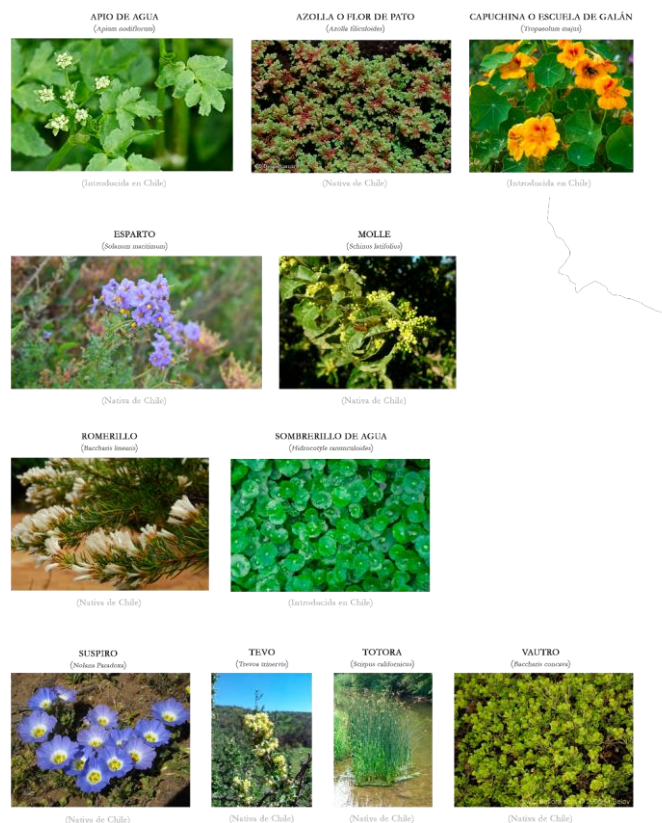 APIO DE AGUA
(Apium nodiflorum)
(Introducida en Chile)
AZOLLA O FLOR DE PATO
(Azolla filiculoides)
(Nativa de Chile)
CAPUCHINA O ESCUELA DE GALÁN
(Tropaeolum majus)
(Introducida en Chile)
ESPARTO
(Solanum maritimum)
(Nativa de Chile)
MOLLE
(Schinus latifolius)
(Nativa de Chile)
ROMERILLO
(Baccharis linearis)
(Nativa de Chile)
SOMBRERILLO DE AGUA
(Hidrocotyle ranunculoides)
(Introducida en Chile)
SUSPIRO
(Nolana Paradoxa)
(Nativa de Chile)
TEVO
(Trevoa trinervis)
(Nativa de Chile)
TOTORA
(Scirpus californicus)
(Nativa de Chile)
VAUTRO
(Baccharis concava)
(Nativa de Chile)